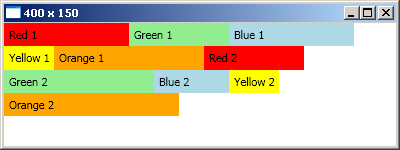 400 x 150
Red 1 Green 1 Blue 1
Yellow 1 Orange 1 Red 2
Green 2 Blue 2 Yellow 2
Orange 2